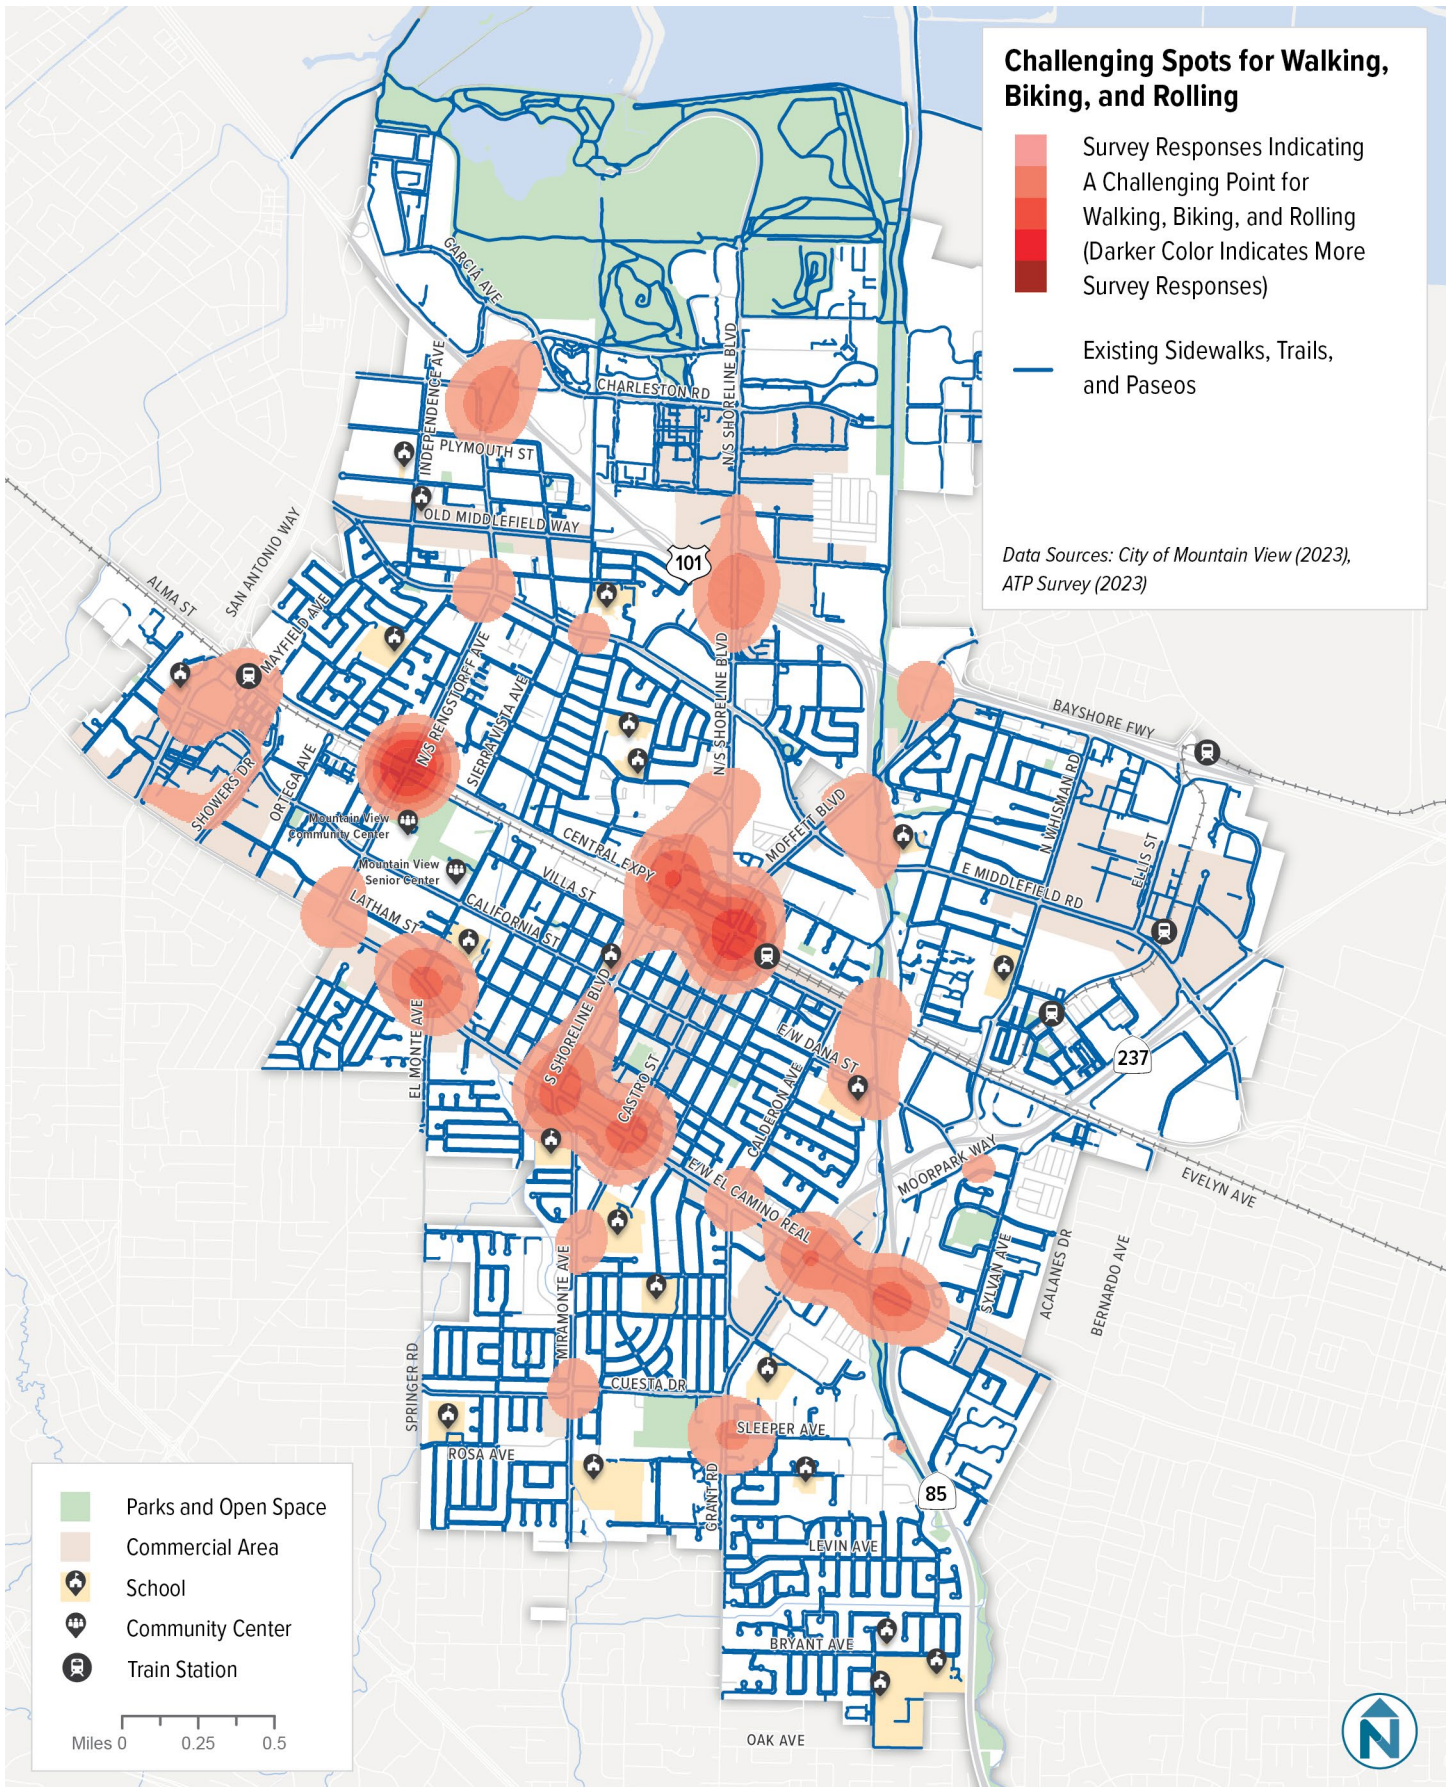 Challenging Spots for Walking,
Biking, and Rolling
Survey Responses Indicating
A Challenging Point for
Walking, Biking, and Rolling
(Darker Color Indicates More
Survey Responses)
Existing Sidewalks, Trails,
and Paseos
Data Sources: City of Mountain View (2023),
ATP Survey (2023)
GARCIA AVE
INDEPENDENCE AVE
N/S SHORELINE BLVD
CHARLESTON RD
PLYMOUTH ST
OLD MIDDLEFIELD WAY
101
SAN ANTONIO WAY
ALMA ST
MAYFIELD AVE
N/S RENGSTORFF AVE
SIERRA VISTA AVE
N/S SHORELINE BLVD
BAYSHORE FWY
SHOWERS DR
ORTEGA AVE
Mountain View
Community Center
Mountain View
Senior Center
CENTRAL EXPY
MOFFETT BLVD
N WHISMAN RD
ELLIS ST
E MIDDLEFIELD RD
VILLA ST
LATHAM ST
CALIFORNIA ST
EL MONTE AVE
S SHORELINE BLVD
CASTRO ST
E/W DANA ST
CALDERON AVE
237
MOORPARK WAY
EVELYN AVE
E/W EL CAMINO REAL
MIRAMONTE AVE
SYLVAN AVE
ACALANES DR
BERNARDO AVE
SPRINGER RD
CUESTA DR
SLEEPER AVE
ROSA AVE
GRANT RD
85
LEVIN AVE
BRYANT AVE
OAK AVE
Parks and Open Space
Commercial Area
School
Community Center
Train Station
Miles 0 0.25 0.5
N